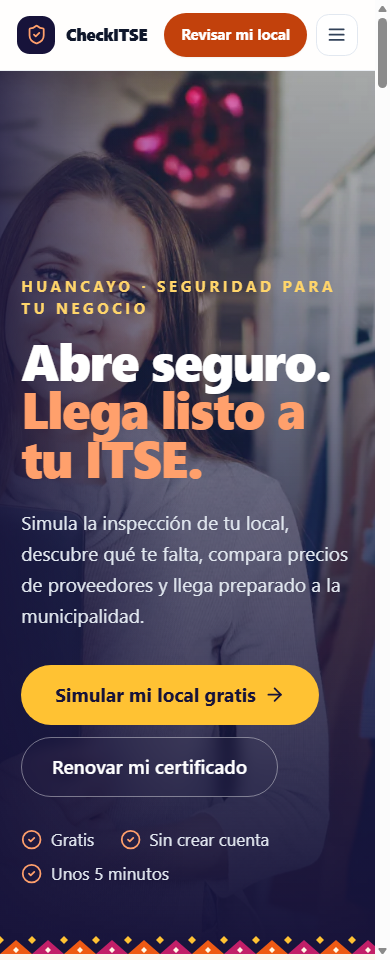 CheckITSE
Revisar mi local
HUANCAYO · SEGURIDAD PARA
TU NEGOCIO
Abre seguro.
Llega listo a
tu ITSE.
Simula la inspección de tu local,
descubre qué te falta, compara precios
de proveedores y llega preparado a la
municipalidad.
Simular mi local gratis →
Renovar mi certificado
Gratis
Sin crear cuenta
Unos 5 minutos